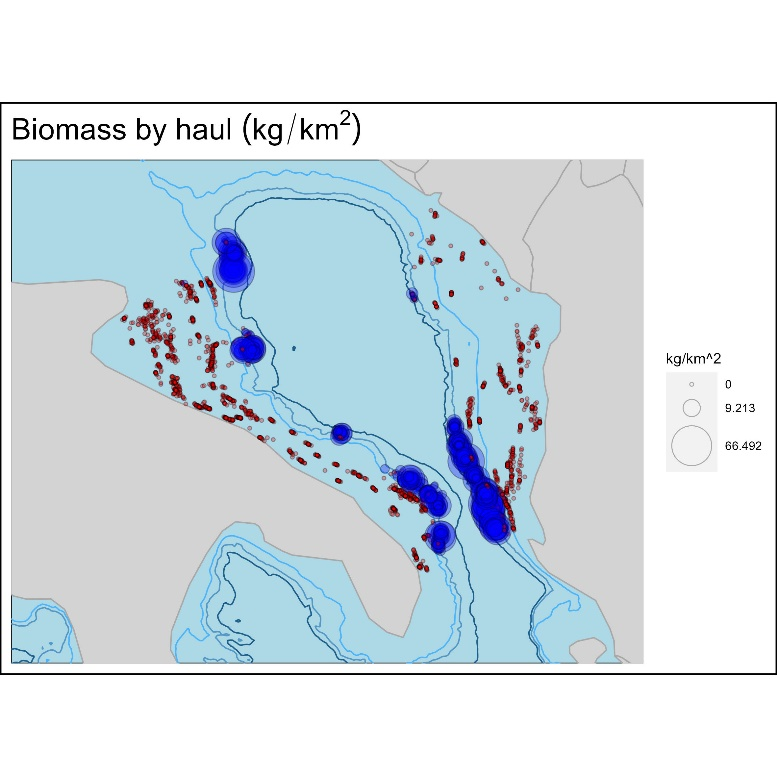 Biomass by haul (kg/km²)
kg/km^2
0
9.213
66.492